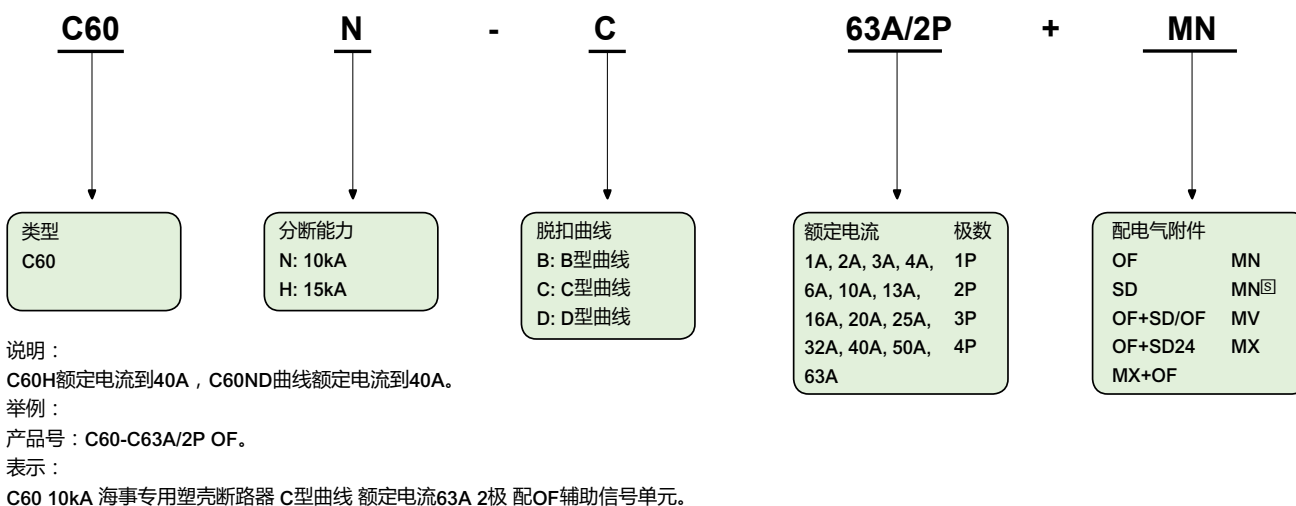 C60 N - C 63A/2P + MN
类型
C60
分断能力
N: 10kA
H: 15kA
脱扣曲线
B: B型曲线
C: C型曲线
D: D型曲线
额定电流 极数
1A, 2A, 3A, 4A, 1P
6A, 10A, 13A, 2P
16A, 20A, 25A, 3P
32A, 40A, 50A, 4P
63A
配电气附件
OF MN
SD MN🅂
OF+SD/OF MV
OF+SD24 MX
MX+OF
说明：
C60H额定电流到40A，C60ND曲线额定电流到40A。
举例：
产品号：C60-C63A/2P OF。
表示：
C60 10kA 海事专用塑壳断路器 C型曲线 额定电流63A 2极 配OF辅助信号单元。